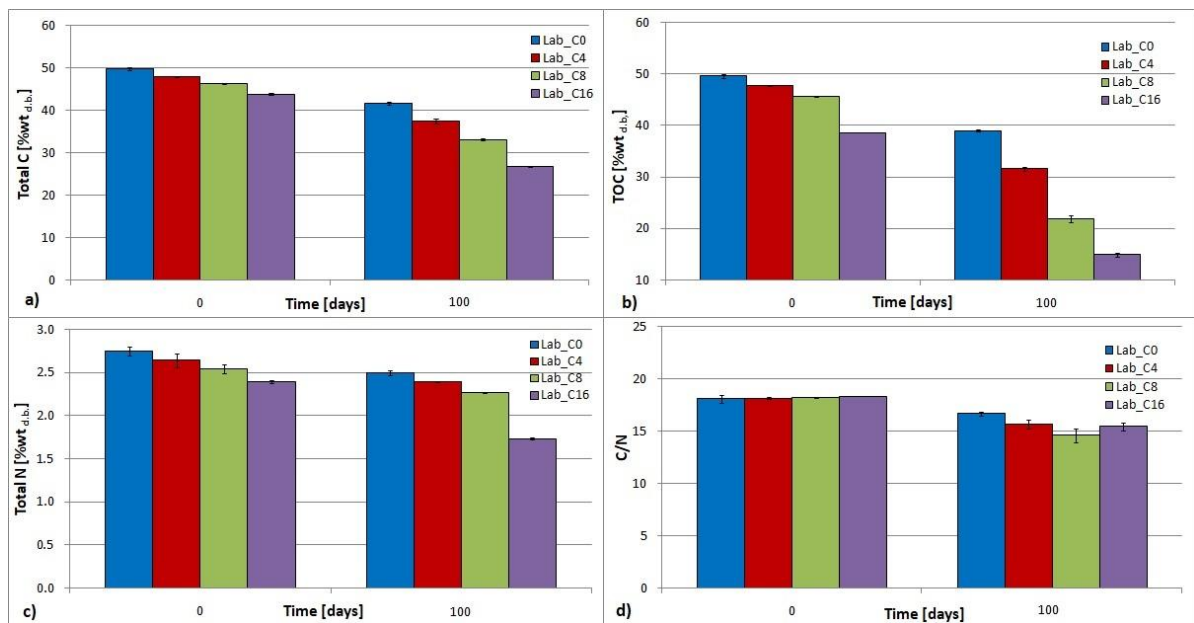 60
50
40
30
20
10
0
Total C [%wt d.b.]
Lab_C0
Lab_C4
Lab_C8
Lab_C16
a)
0
Time [days]
100
60
50
40
30
20
10
TOC [%wt d.b,]
Lab_C0
Lab_C4
Lab_C8
Lab_C16
b)
0
Time [days]
100
3.0
2.5
2.0
1.5
1.0
0.5
0.0
Total N [%wt d.b.]
Lab_C0
Lab_C4
Lab_C8
Lab_C16
c)
0
Time [days]
100
25
20
15
10
5
0
C/N
Lab_C0
Lab_C4
Lab_C8
Lab_C16
d)
0
Time [days]
100